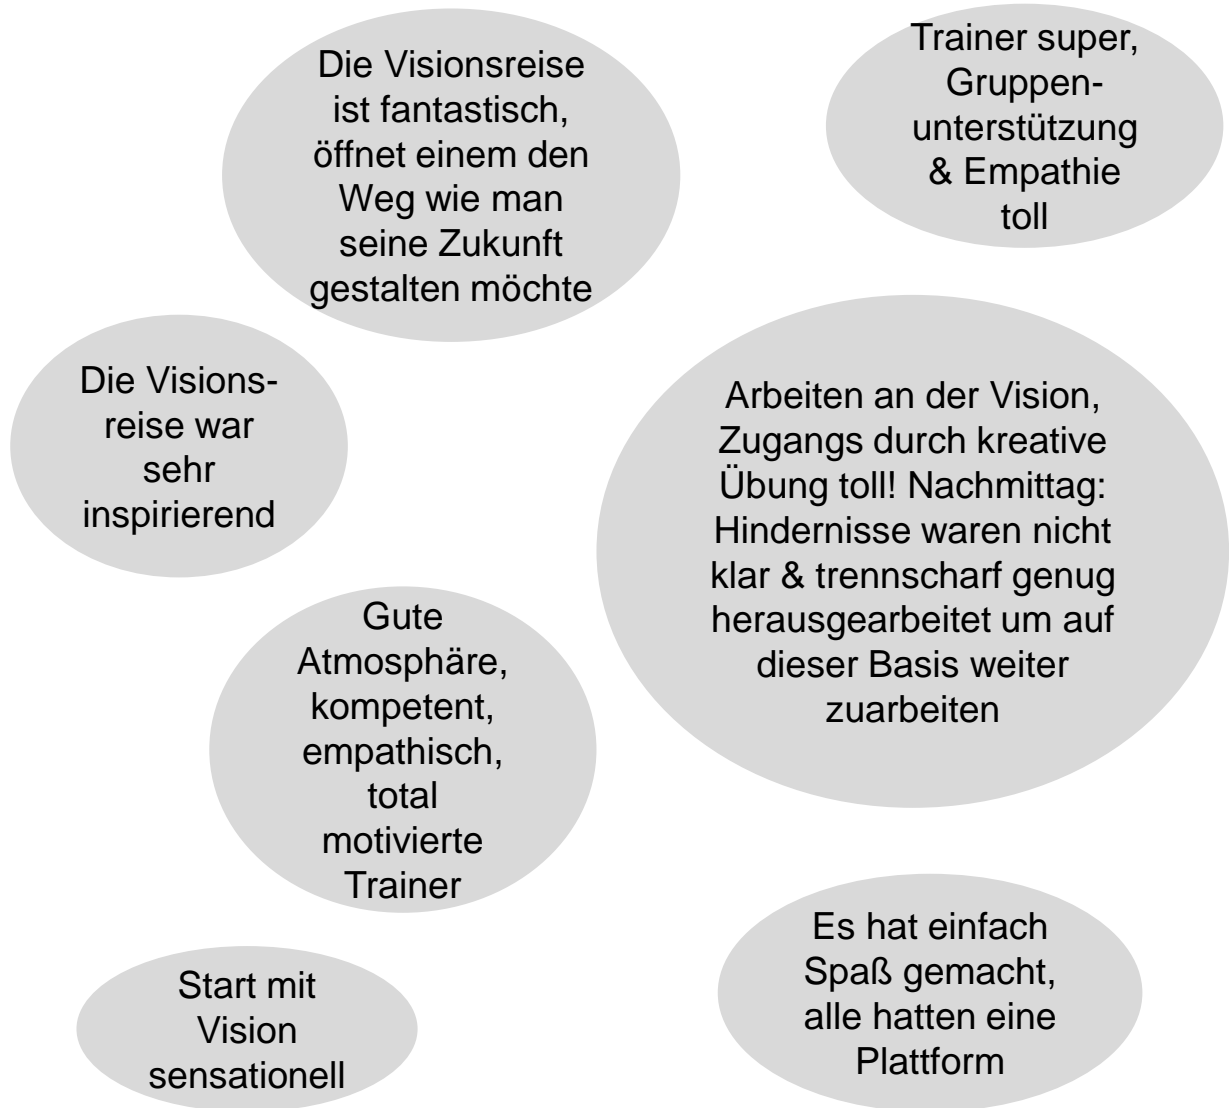 Die Visionsreise
ist fantastisch,
öffnet einem den
Weg wie man
seine Zukunft
gestalten möchte
Trainer super,
Gruppen-
unterstützung
& Empathie
toll
Die Visions-
reise war
sehr
inspirierend
Arbeiten an der Vision,
Zugangs durch kreative
Übung toll! Nachmittag:
Hindernisse waren nicht
klar & trennscharf genug
herausgearbeitet um auf
dieser Basis weiter
zuarbeiten
Gute
Atmosphäre,
kompetent,
empathisch,
total
motivierte
Trainer
Start mit
Vision
sensationell
Es hat einfach
Spaß gemacht,
alle hatten eine
Plattform